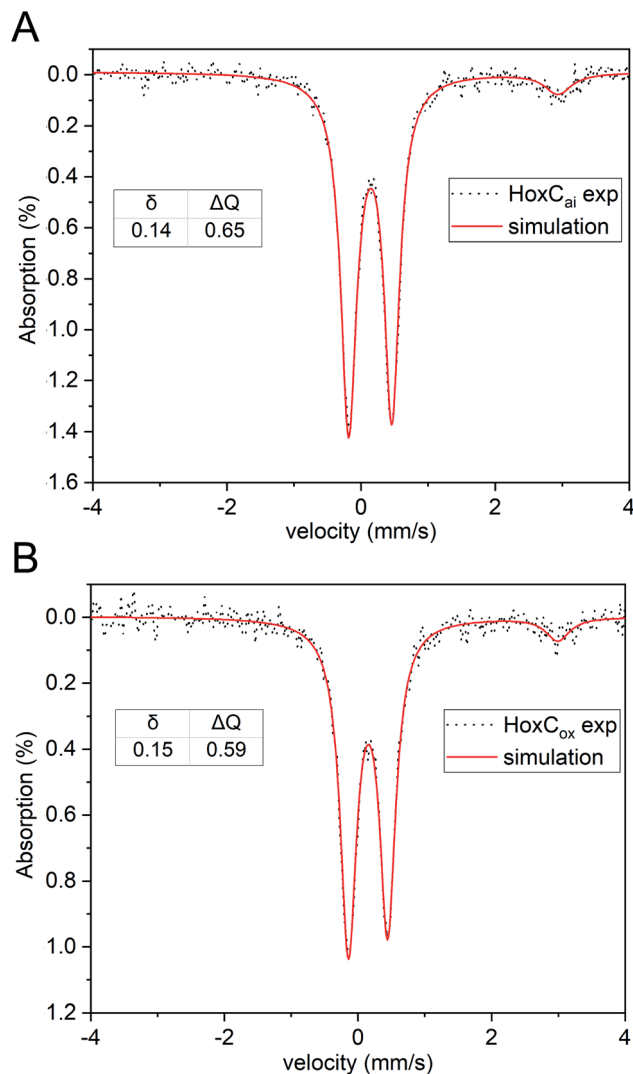 A
0.0
0.2
0.4
0.6
0.8
1.0
1.2
1.4
1.6
Absorption (%)
δ ΔQ
0.14 0.65
HoxCai exp
simulation
-4 -2 0 2 4
velocity (mm/s)
B
0.0
0.2
0.4
0.6
0.8
1.0
1.2
Absorption (%)
δ ΔQ
0.15 0.59
HoxCox exp
simulation
-4 -2 0 2 4
velocity (mm/s)